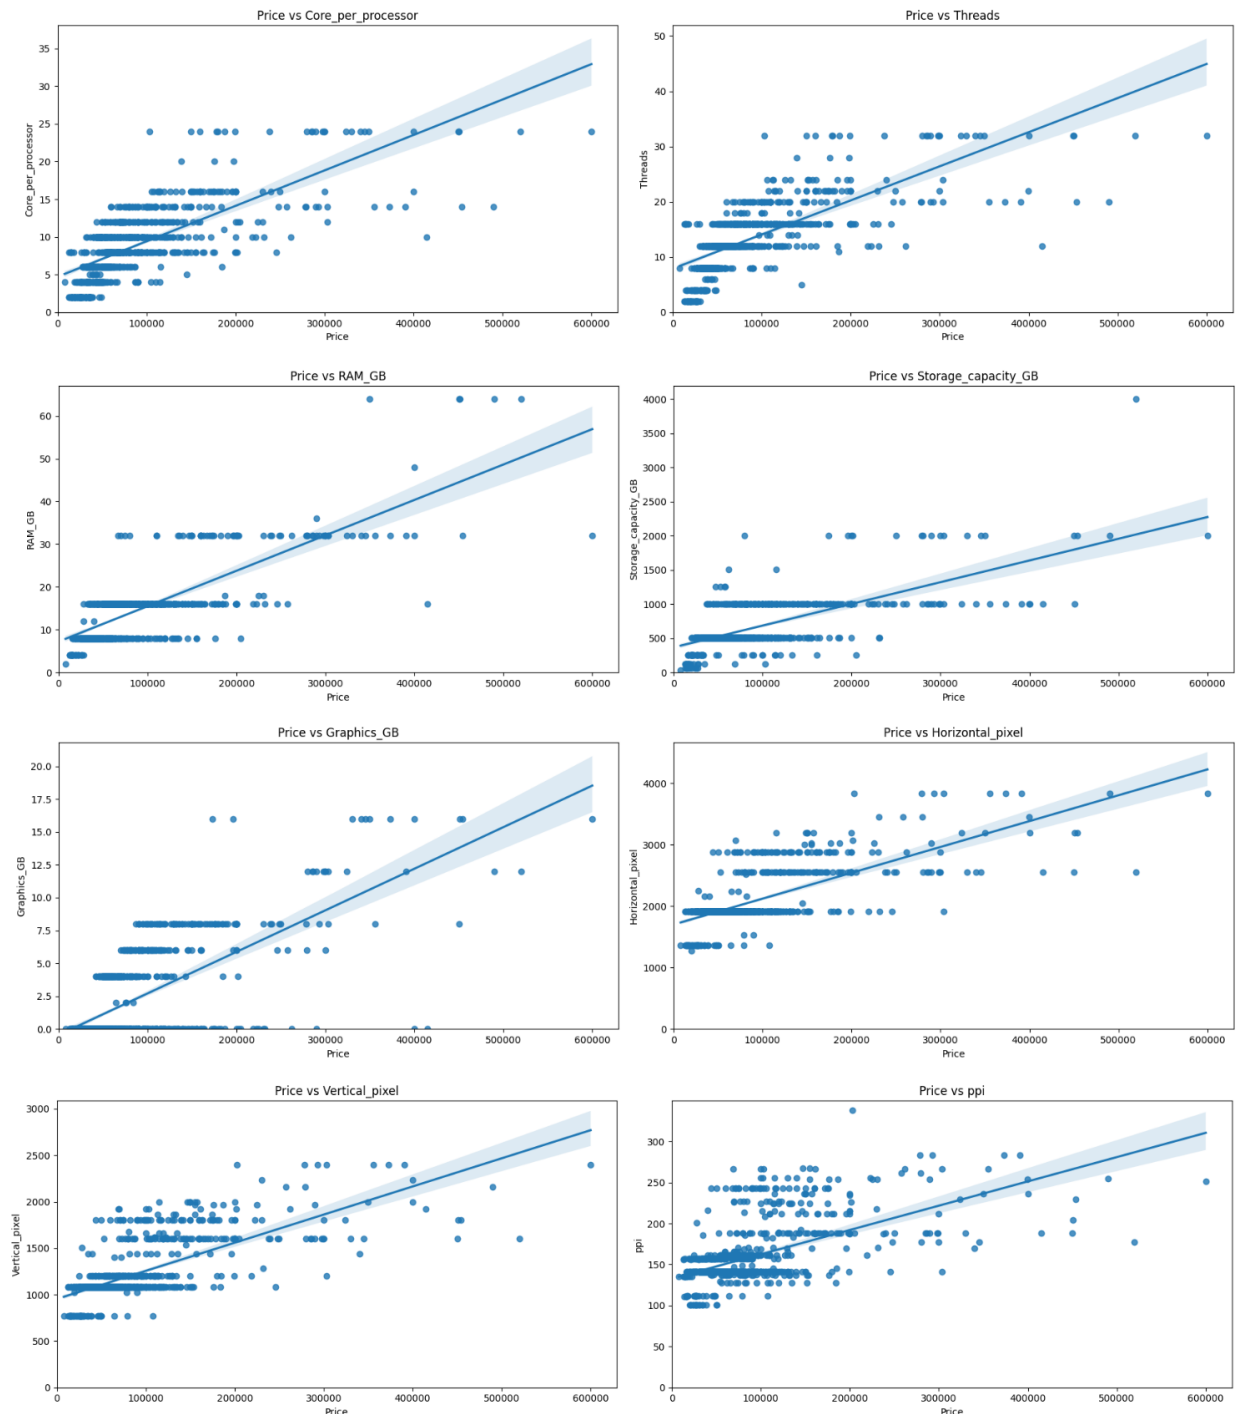 Price vs Core_per_processor
35
30
25
20
15
10
5
0
Core_per_processor
0 100000 200000 300000 400000 500000 600000
Price
Price vs Threads
50
40
30
20
10
0
Threads
0 100000 200000 300000 400000 500000 600000
Price
Price vs RAM_GB
60
50
40
30
20
10
0
RAM_GB
0 100000 200000 300000 400000 500000 600000
Price
Price vs Storage_capacity_GB
4000
3500
3000
2500
2000
1500
1000
500
0
Storage_capacity_GB
0 100000 200000 300000 400000 500000 600000
Price
Price vs Graphics_GB
20.0
17.5
15.0
12.5
10.0
7.5
5.0
2.5
0.0
Graphics_GB
0 100000 200000 300000 400000 500000 600000
Price
Price vs Horizontal_pixel
4000
3000
2000
1000
0
Horizontal_pixel
0 100000 200000 300000 400000 500000 600000
Price
Price vs Vertical_pixel
3000
2500
2000
1500
1000
500
0
Vertical_pixel
0 100000 200000 300000 400000 500000 600000
Price
Price vs ppi
300
250
200
150
100
50
0
ppi
0 100000 200000 300000 400000 500000 600000
Price